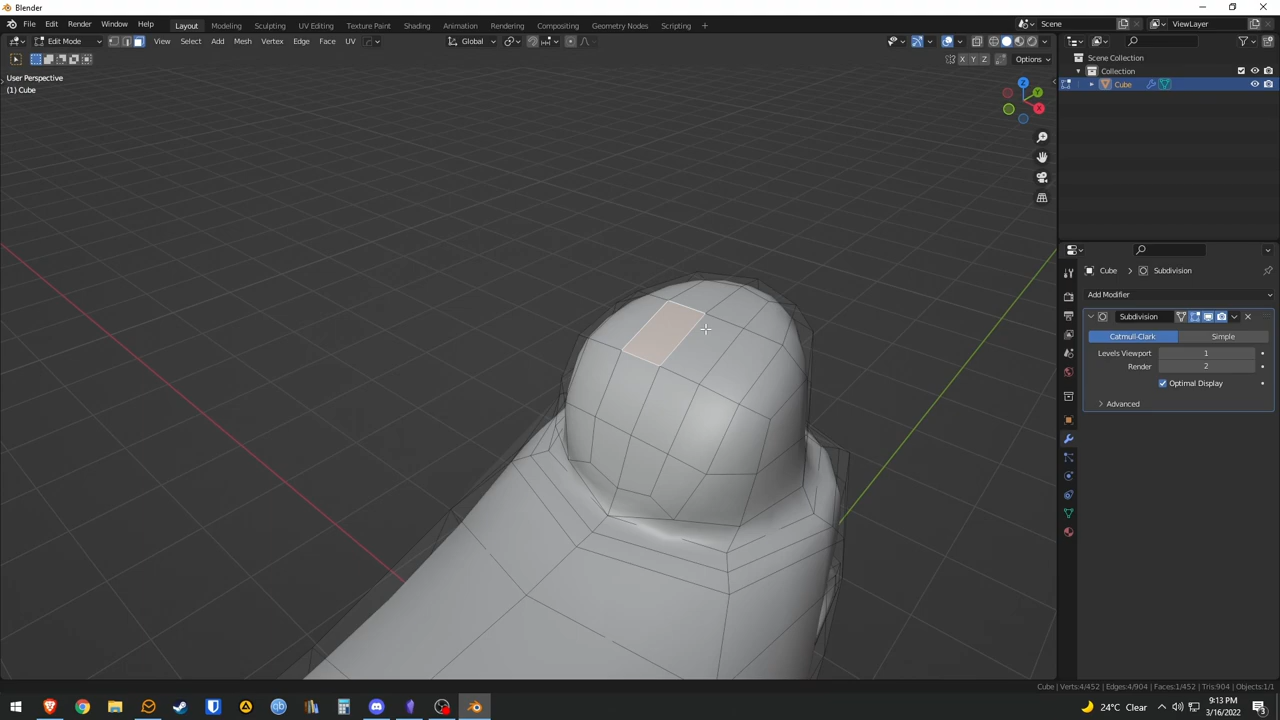 Blender
File Edit Render Window Help
Layout Modeling Sculpting UV Editing Texture Paint Shading Animation Rendering Compositing Geometry Nodes Scripting +
Scene
ViewLayer
Edit Mode
View Select Add Mesh Vertex Edge Face UV
Global
X Y Z
Options
User Perspective
(1) Cube
Z
Y
X
Scene Collection
Collection
Cube
Cube > Subdivision
Add Modifier
Subdivision
Catmull-Clark Simple
Levels Viewport 1
Render 2
Optimal Display
Advanced
Cube | Verts:4/452 | Edges:4/904 | Faces:1/452 | Tris:904 | Objects:1/1
24°C Clear
9:13 PM
3/16/2022
3